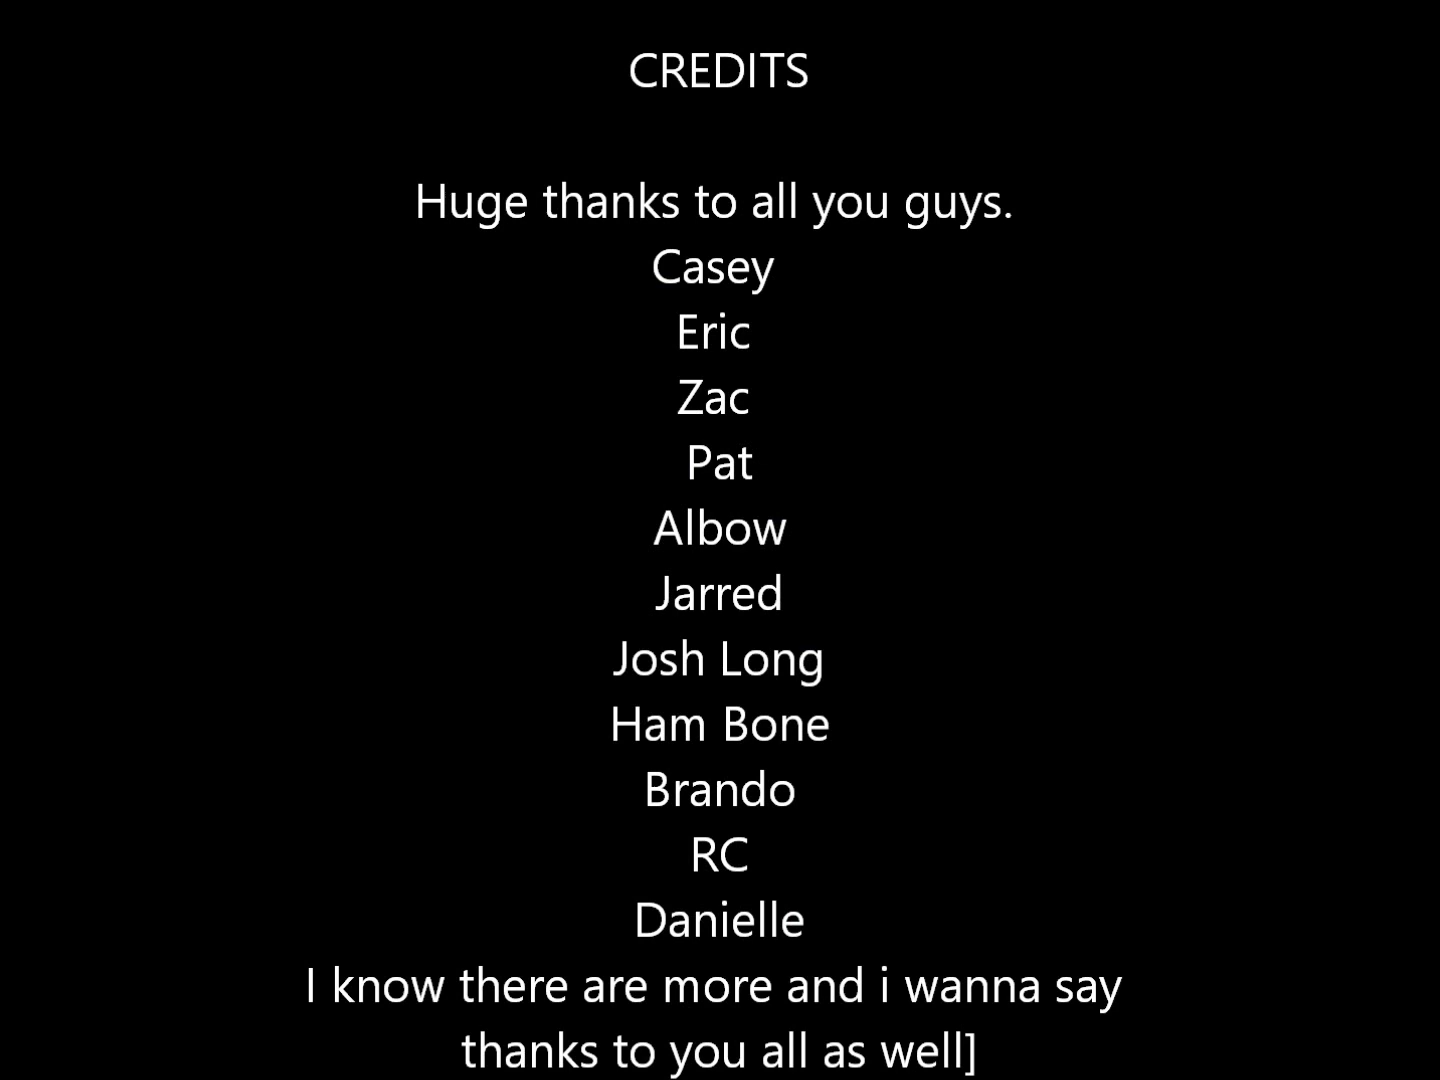 CREDITS
Huge thanks to all you guys.
Casey
Eric
Zac
Pat
Albow
Jarred
Josh Long
Ham Bone
Brando
RC
Danielle
I know there are more and i wanna say
thanks to you all as well]